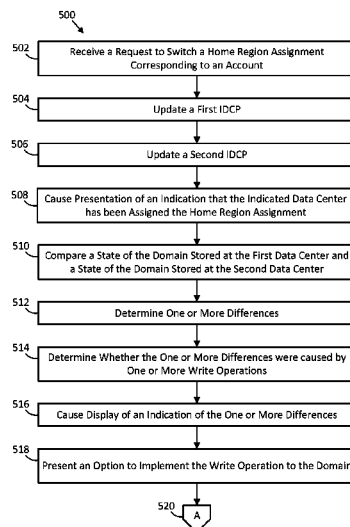 500
502
Receive a Request to Switch a Home Region Assignment
Corresponding to an Account
504
Update a First IDCP
506
Update a Second IDCP
508
Cause Presentation of an Indication that the Indicated Data Center
has been Assigned the Home Region Assignment
510
Compare a State of the Domain Stored at the First Data Center and
a State of the Domain Stored at the Second Data Center
512
Determine One or More Differences
514
Determine Whether the One or More Differences were caused by
One or More Write Operations
516
Cause Display of an Indication of the One or More Differences
518
Present an Option to Implement the Write Operation to the Domain
520
A